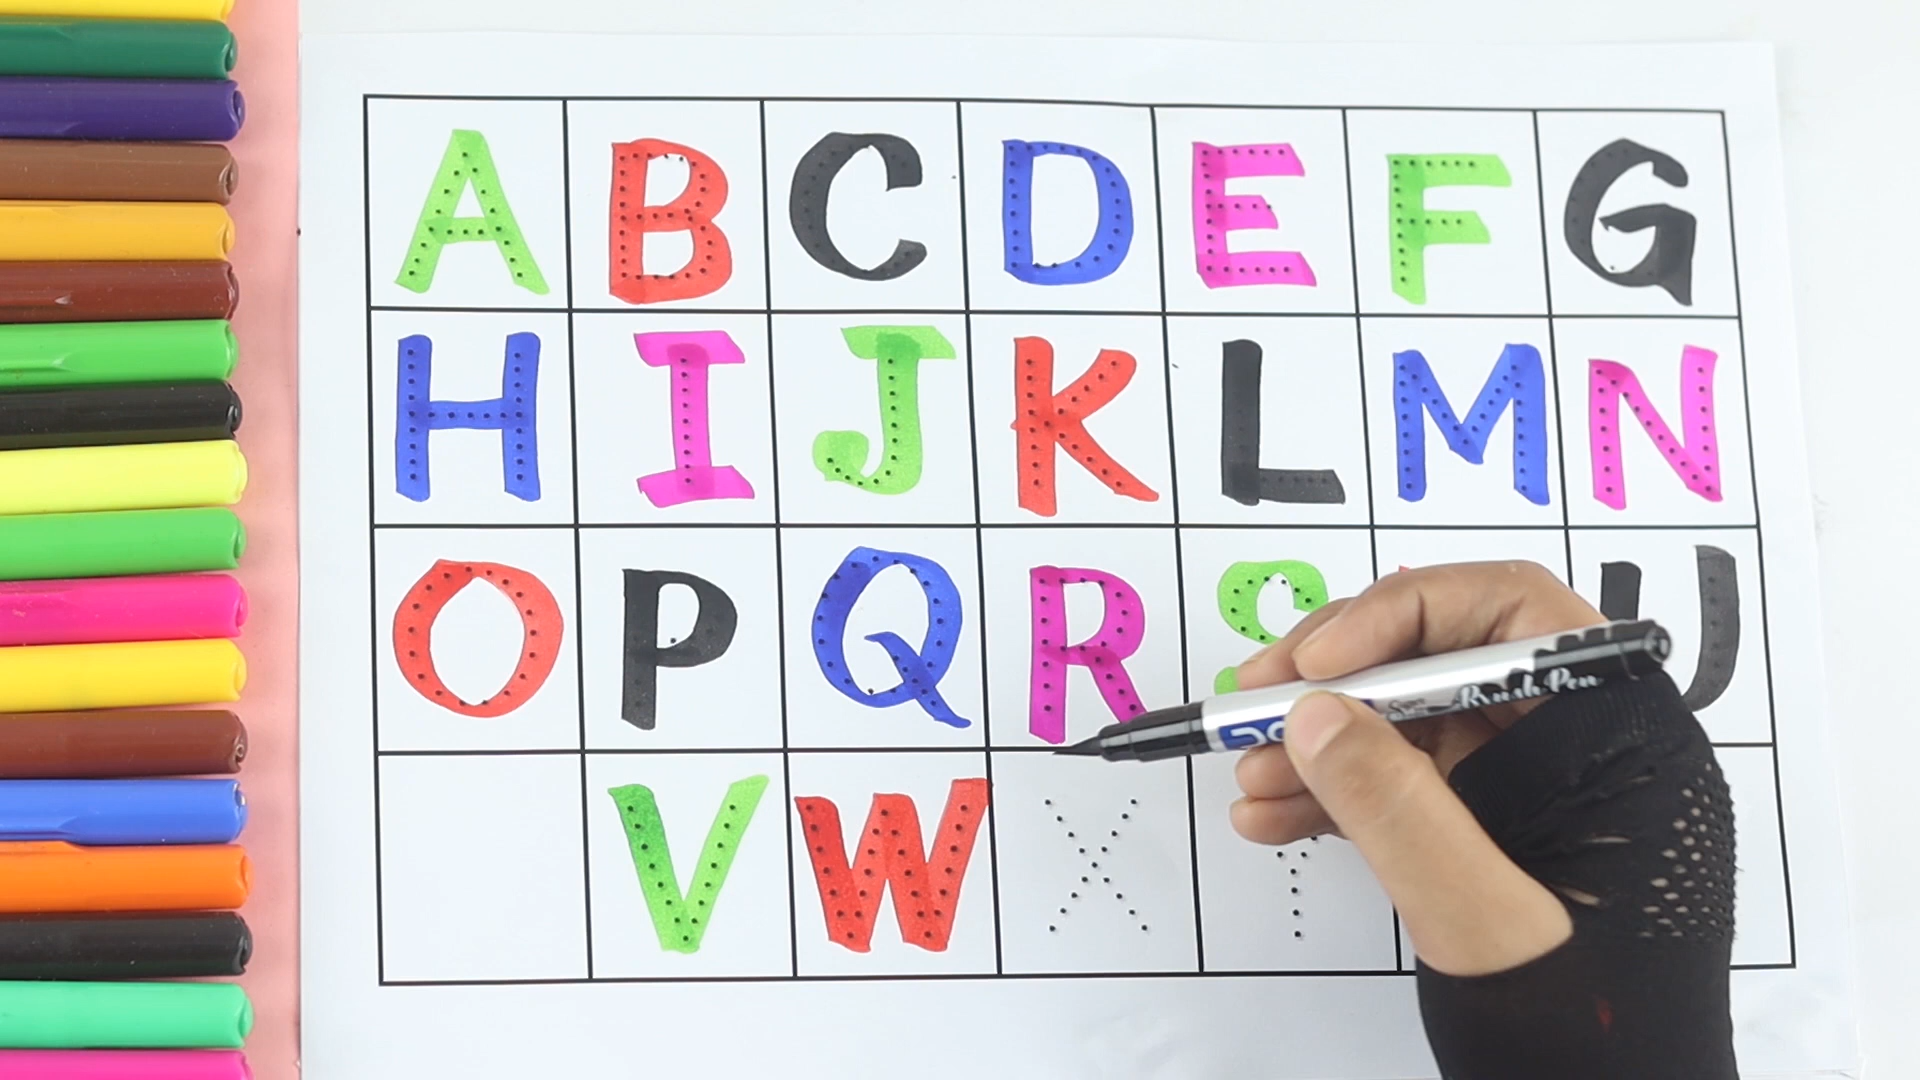 A B C D E F G
H I J K L M N
O P Q R S U
Brush Pen
V W X Y